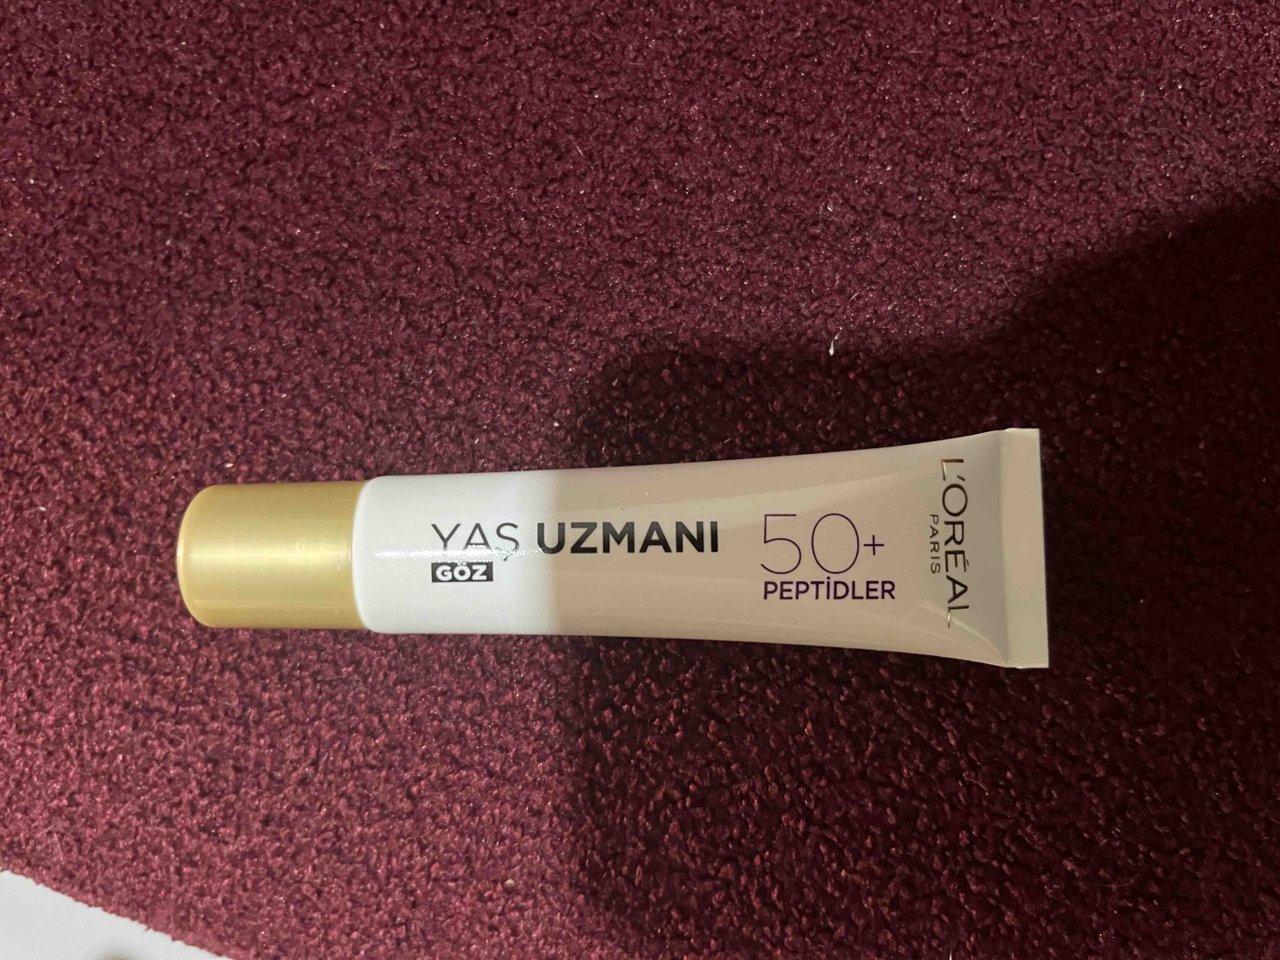 YAŞ UZMANI
GÖZ
50+
PEPTİDLER
L'ORÉAL
PARIS